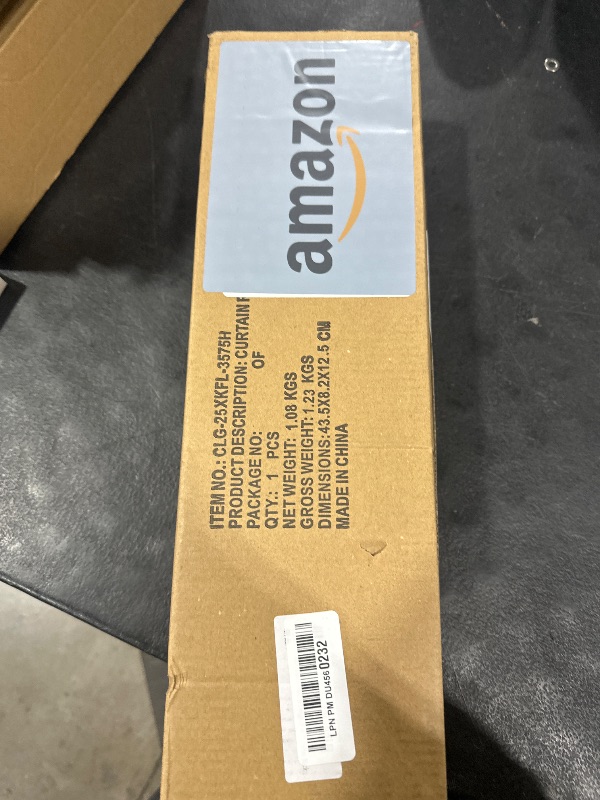 amazon
ITEM NO.: CLG-25XKFL-3575H
PRODUCT DESCRIPTION: CURTAIN
PACKAGE NO: OF
QTY.: 1 PCS
NET WEIGHT: 1.08 KGS
GROSS WEIGHT: 1.23 KGS
DIMENSIONS: 43.5X8.2X12.5 CM
MADE IN CHINA
LPN PM DU4560232